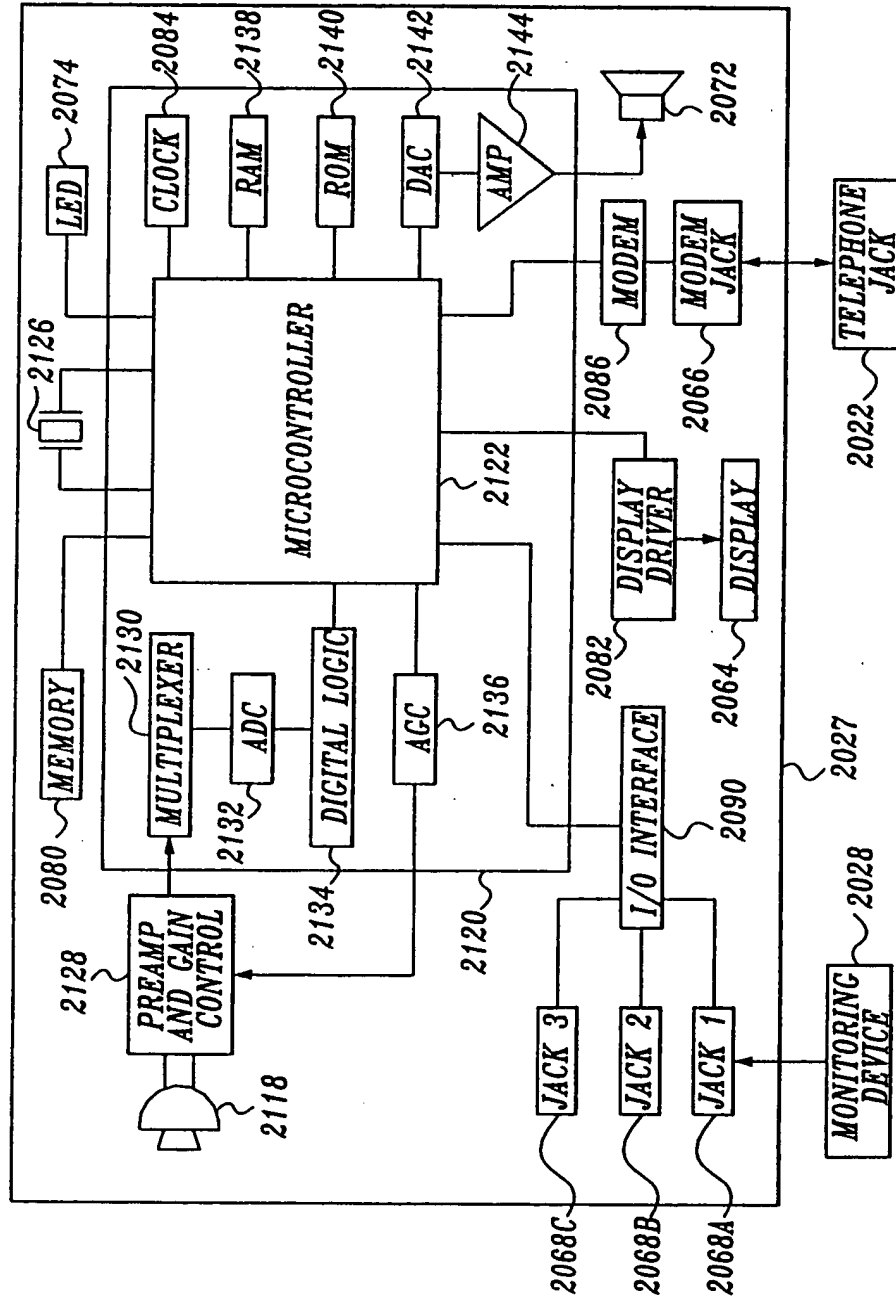 2074
LED
2126
2084
CLOCK
2138
RAM
2140
ROM
2142
DAC
2144
AMP
2072
MEMORY
2080
MICROCONTROLLER
2122
2130
MULTIPLEXER
2132
ADC
2134
DIGITAL LOGIC
2136
AGC
2128
PREAMP
AND GAIN
CONTROL
2118
2120
2086
MODEM
2066
MODEM
JACK
2022
TELEPHONE
JACK
2082
DISPLAY
DRIVER
2064
DISPLAY
2027
I/O INTERFACE
2090
JACK 3
2068C
JACK 2
2068B
JACK 1
2068A
MONITORING
DEVICE
2028